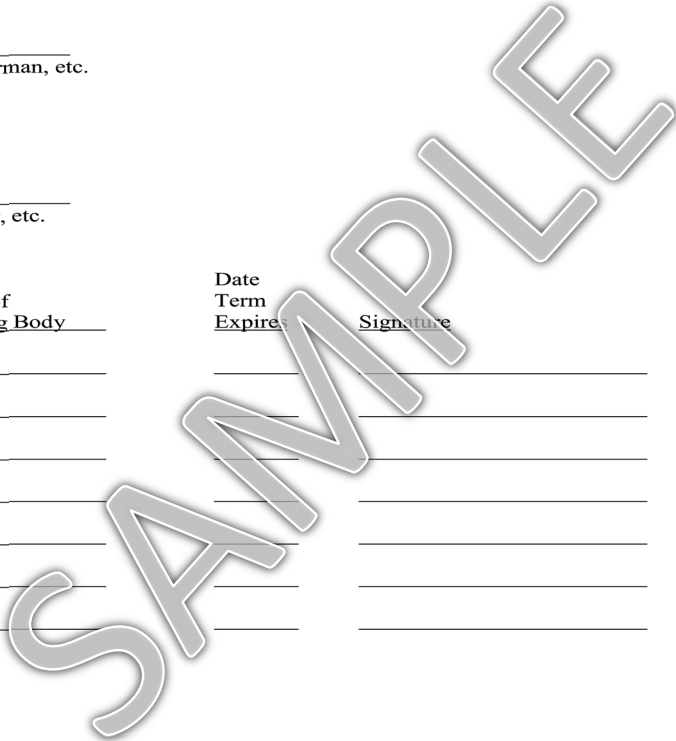 rman, etc.
, etc.
Date
f Term
g Body Expires Signature
SAMPLE